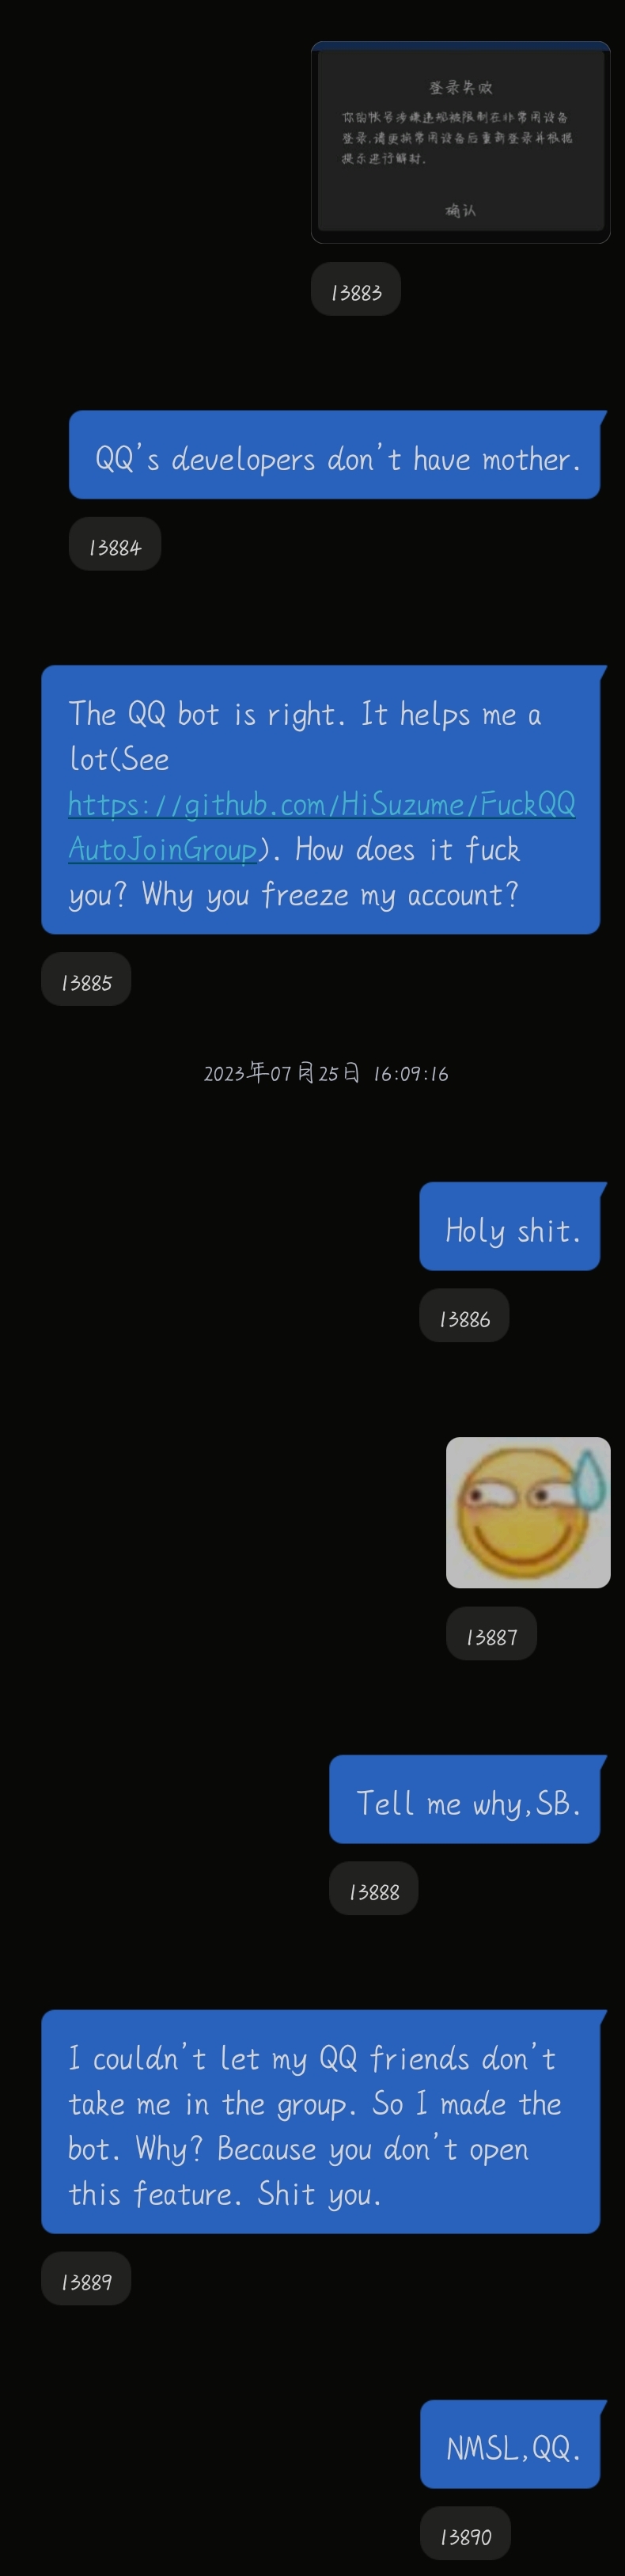 登录失败
你的帐号涉嫌违规被限制在非常用设备
登录,请更换常用设备后重新登录并根据
提示进行解封.
确认
13883
QQ's developers don't have mother.
13884
The QQ bot is right. It helps me a
lot(See
https://github.com/HiSuzume/FuckQQ
AutoJoinGroup). How does it fuck
you? Why you freeze my account?
13885
2023年07月25日 16:09:16
Holy shit.
13886
13887
Tell me why,SB.
13888
I couldn't let my QQ friends don't
take me in the group. So I made the
bot. Why? Because you don't open
this feature. Shit you.
13889
NMSL,QQ.
13890